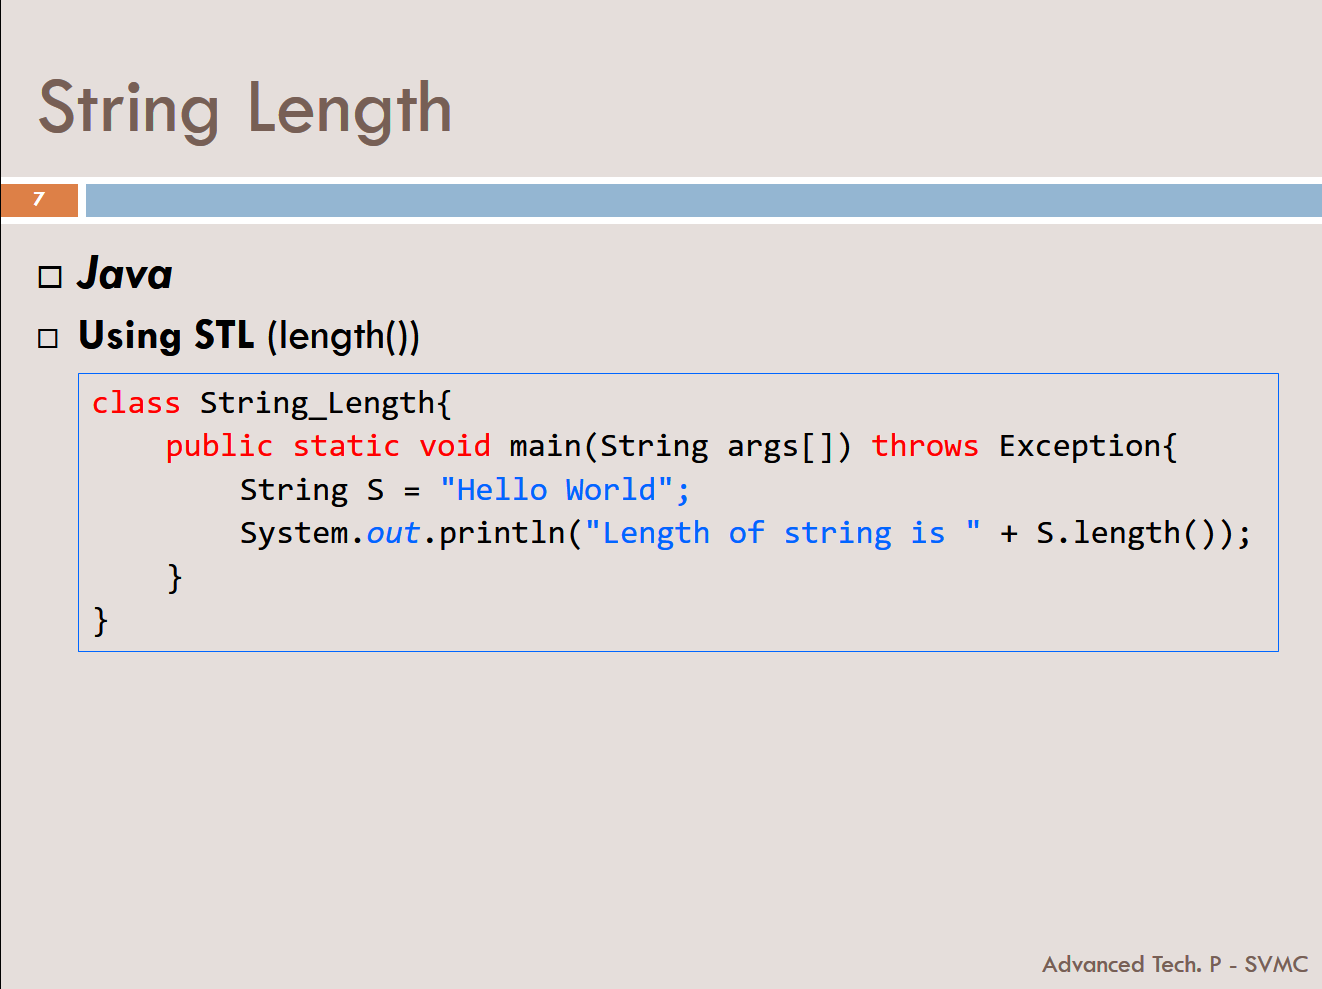 String Length
7
Java
Using STL (length())
class String_Length{
    public static void main(String args[]) throws Exception{
        String S = "Hello World";
        System.out.println("Length of string is " + S.length());
    }
}
Advanced Tech. P - SVMC